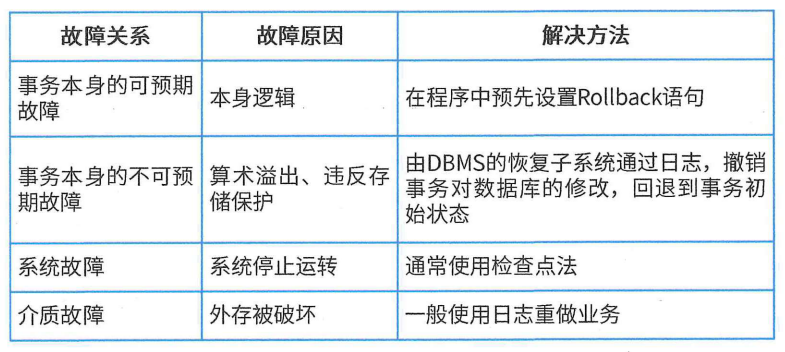 故障关系 故障原因 解决方法
事务本身的可预期
故障
本身逻辑
在程序中预先设置Rollback语句
事务本身的不可预
期故障
算术溢出、违反存
储保护
由DBMS的恢复子系统通过日志，撤销
事务对数据库的修改，回退到事务初
始状态
系统故障 系统停止运转 通常使用检查点法
介质故障 外存被破坏 一般使用日志重做业务